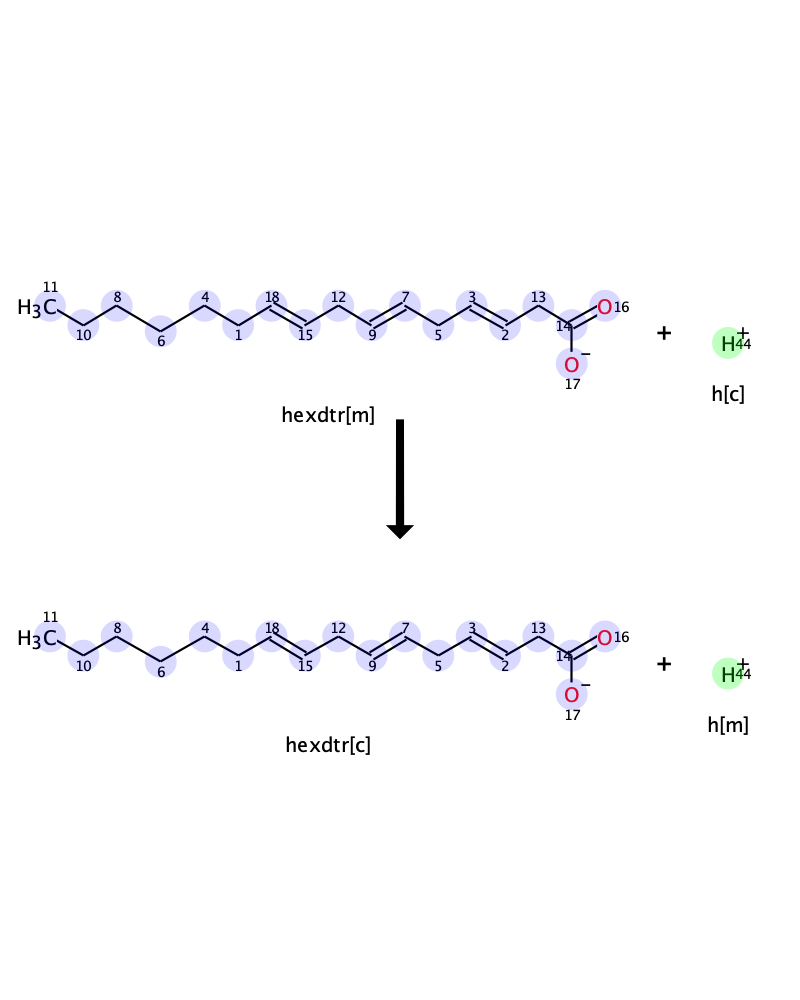 11 8 4 18 12 7 3 13
H₃C O 16
10 6 1 15 9 5 2 14
+ H⁺ 44
O⁻
17
h[c]
hexdtr[m]
11 8 4 18 12 7 3 13
H₃C O 16
10 6 1 15 9 5 2 14
+ H⁺ 44
O⁻
17
h[m]
hexdtr[c]